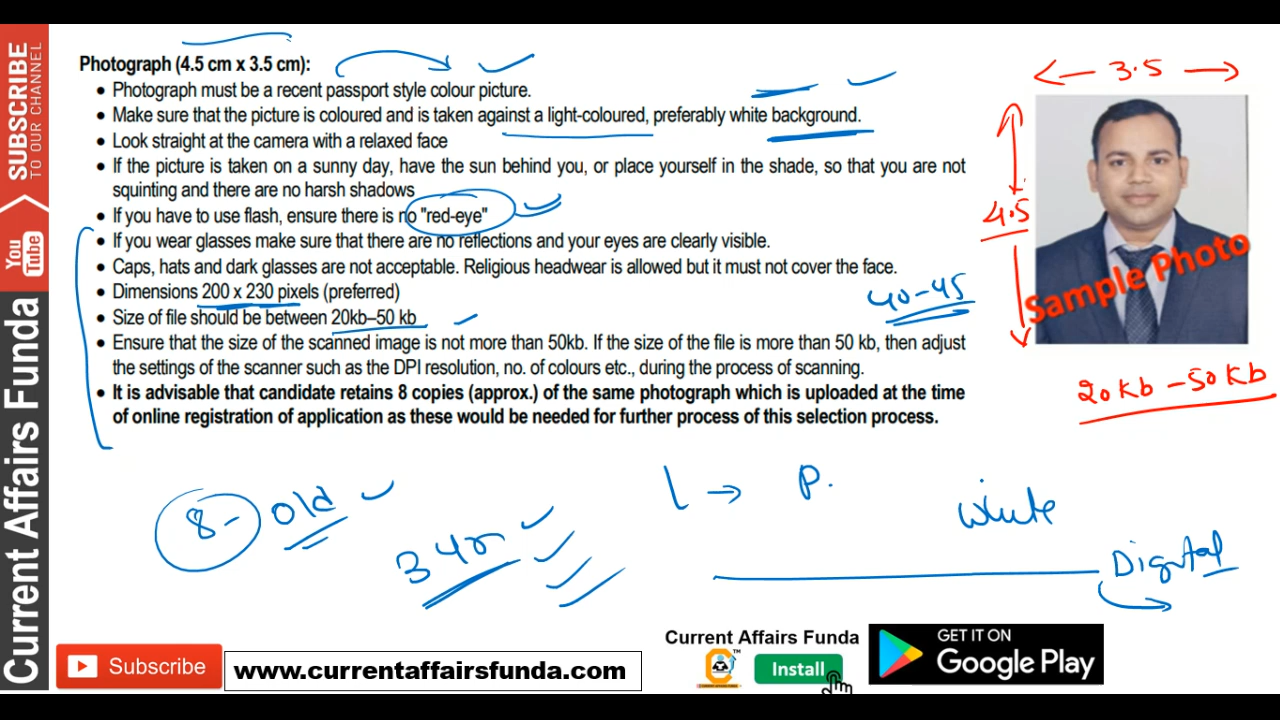 SUBSCRIBE
TO OUR CHANNEL
You
Tube
Current Affairs Funda
Photograph (4.5 cm x 3.5 cm):
• Photograph must be a recent passport style colour picture.
• Make sure that the picture is coloured and is taken against a light-coloured, preferably white background.
• Look straight at the camera with a relaxed face
• If the picture is taken on a sunny day, have the sun behind you, or place yourself in the shade, so that you are not
squinting and there are no harsh shadows
• If you have to use flash, ensure there is no "red-eye"
• If you wear glasses make sure that there are no reflections and your eyes are clearly visible.
• Caps, hats and dark glasses are not acceptable. Religious headwear is allowed but it must not cover the face.
• Dimensions 200 x 230 pixels (preferred)
• Size of file should be between 20kb–50 kb
• Ensure that the size of the scanned image is not more than 50kb. If the size of the file is more than 50 kb, then adjust
the settings of the scanner such as the DPI resolution, no. of colours etc., during the process of scanning.
• It is advisable that candidate retains 8 copies (approx.) of the same photograph which is uploaded at the time
of online registration of application as these would be needed for further process of this selection process.
3.5
4.5
Sample Photo
40-45
20Kb - 50Kb
8- old
L → P.
white
Digital
Subscribe
www.currentaffairsfunda.com
Current Affairs Funda
Install
GET IT ON
Google Play